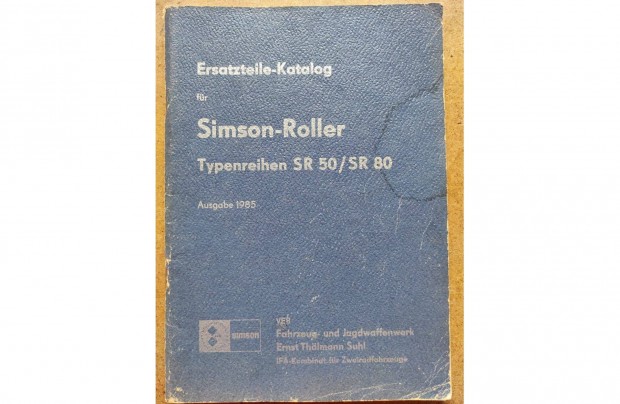 Ersatzteile-Katalog
für
Simson-Roller
Typenreihen SR 50/SR 80
Ausgabe 1985
simson
VEB
Fahrzeug- und Jagdwaffenwerk
Ernst Thälmann Suhl
IFA-Kombinat für Zweiradfahrzeuge